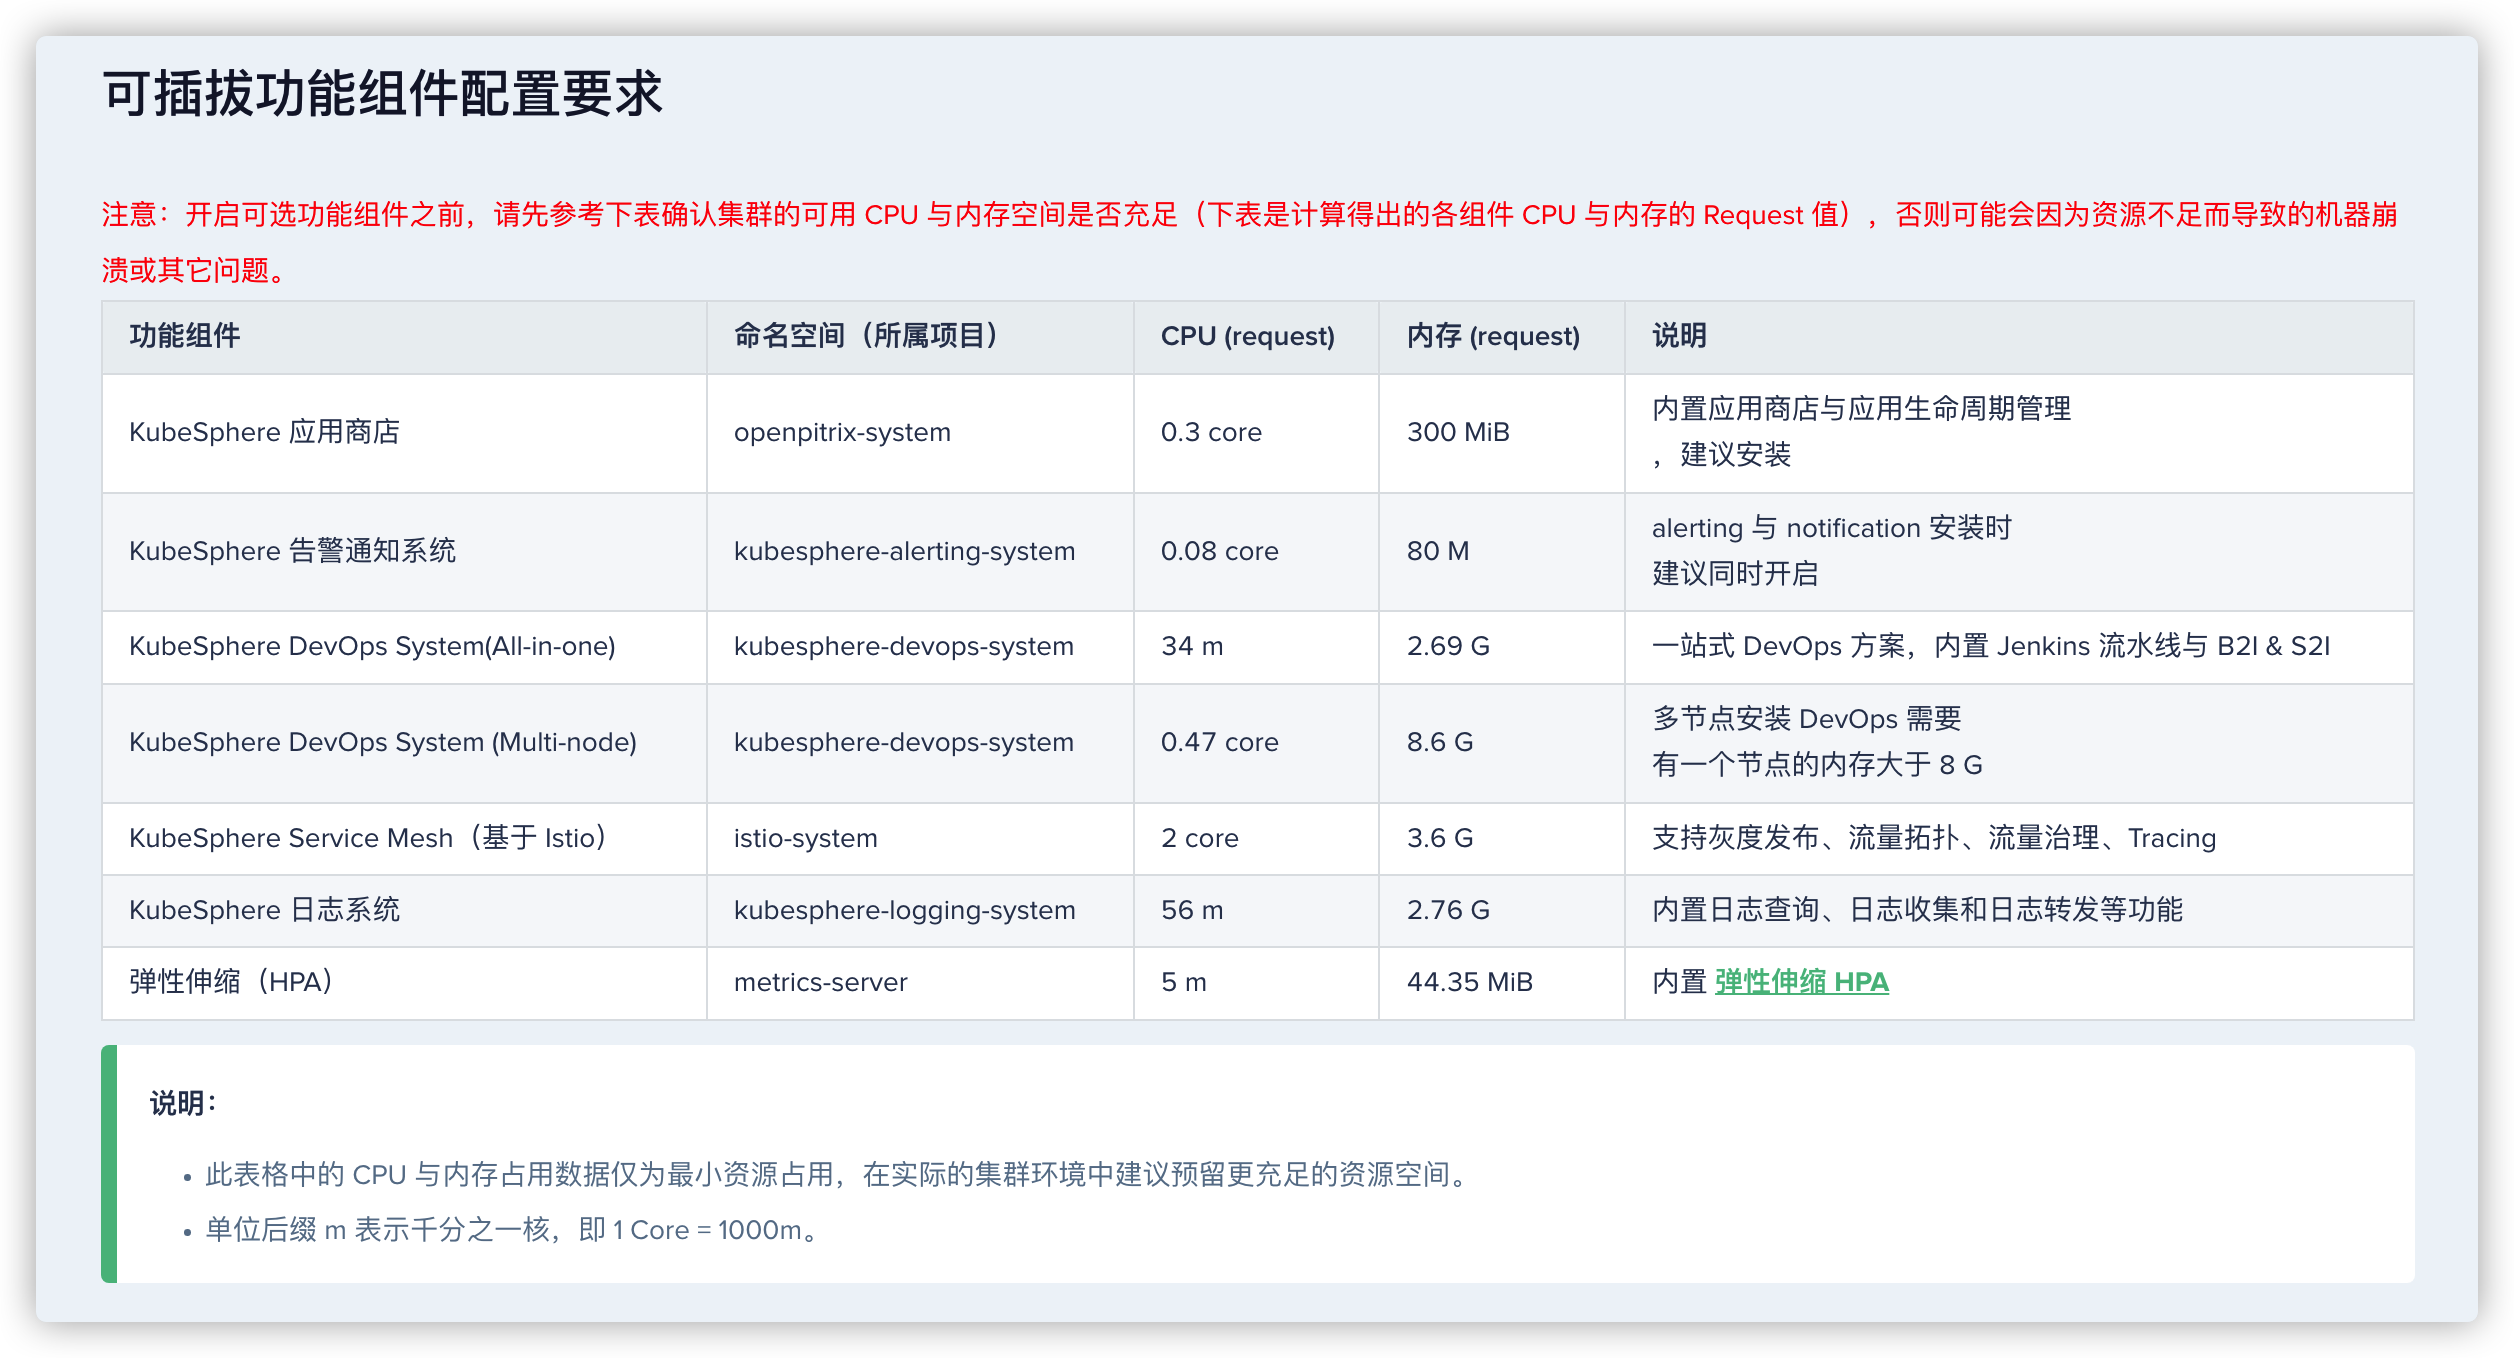 可插拔功能组件配置要求
注意：开启可选功能组件之前，请先参考下表确认集群的可用 CPU 与内存空间是否充足（下表是计算得出的各组件 CPU 与内存的 Request 值），否则可能会因为资源不足而导致的机器崩
溃或其它问题。
功能组件 命名空间（所属项目） CPU (request) 内存 (request) 说明
KubeSphere 应用商店 openpitrix-system 0.3 core 300 MiB 内置应用商店与应用生命周期管理
，建议安装
KubeSphere 告警通知系统 kubesphere-alerting-system 0.08 core 80 M alerting 与 notification 安装时
建议同时开启
KubeSphere DevOps System(All-in-one) kubesphere-devops-system 34 m 2.69 G 一站式 DevOps 方案，内置 Jenkins 流水线与 B2I & S2I
KubeSphere DevOps System (Multi-node) kubesphere-devops-system 0.47 core 8.6 G 多节点安装 DevOps 需要
有一个节点的内存大于 8 G
KubeSphere Service Mesh（基于 Istio） istio-system 2 core 3.6 G 支持灰度发布、流量拓扑、流量治理、Tracing
KubeSphere 日志系统 kubesphere-logging-system 56 m 2.76 G 内置日志查询、日志收集和日志转发等功能
弹性伸缩（HPA） metrics-server 5 m 44.35 MiB 内置 弹性伸缩 HPA
说明：
• 此表格中的 CPU 与内存占用数据仅为最小资源占用，在实际的集群环境中建议预留更充足的资源空间。
• 单位后缀 m 表示千分之一核，即 1 Core = 1000m。